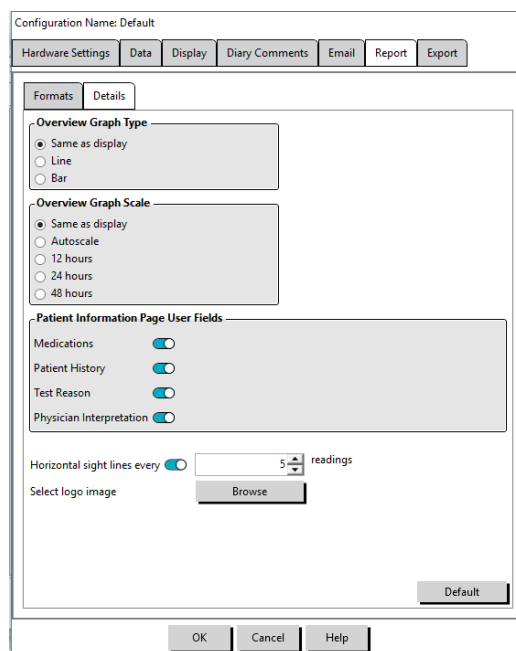 Configuration Name: Default
Hardware Settings Data Display Diary Comments Email Report Export
Formats Details
Overview Graph Type
Same as display
Line
Bar
Overview Graph Scale
Same as display
Autoscale
12 hours
24 hours
48 hours
Patient Information Page User Fields
Medications
Patient History
Test Reason
Physician Interpretation
Horizontal sight lines every 5 readings
Select logo image Browse
Default
OK Cancel Help